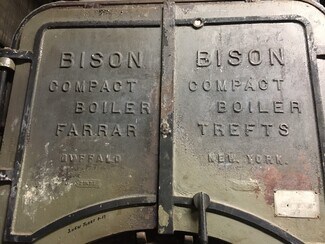 BISON
COMPACT
BOILER
FARRAR
BUFFALO
BISON
COMPACT
BOILER
TREFTS
NEW. YORK.